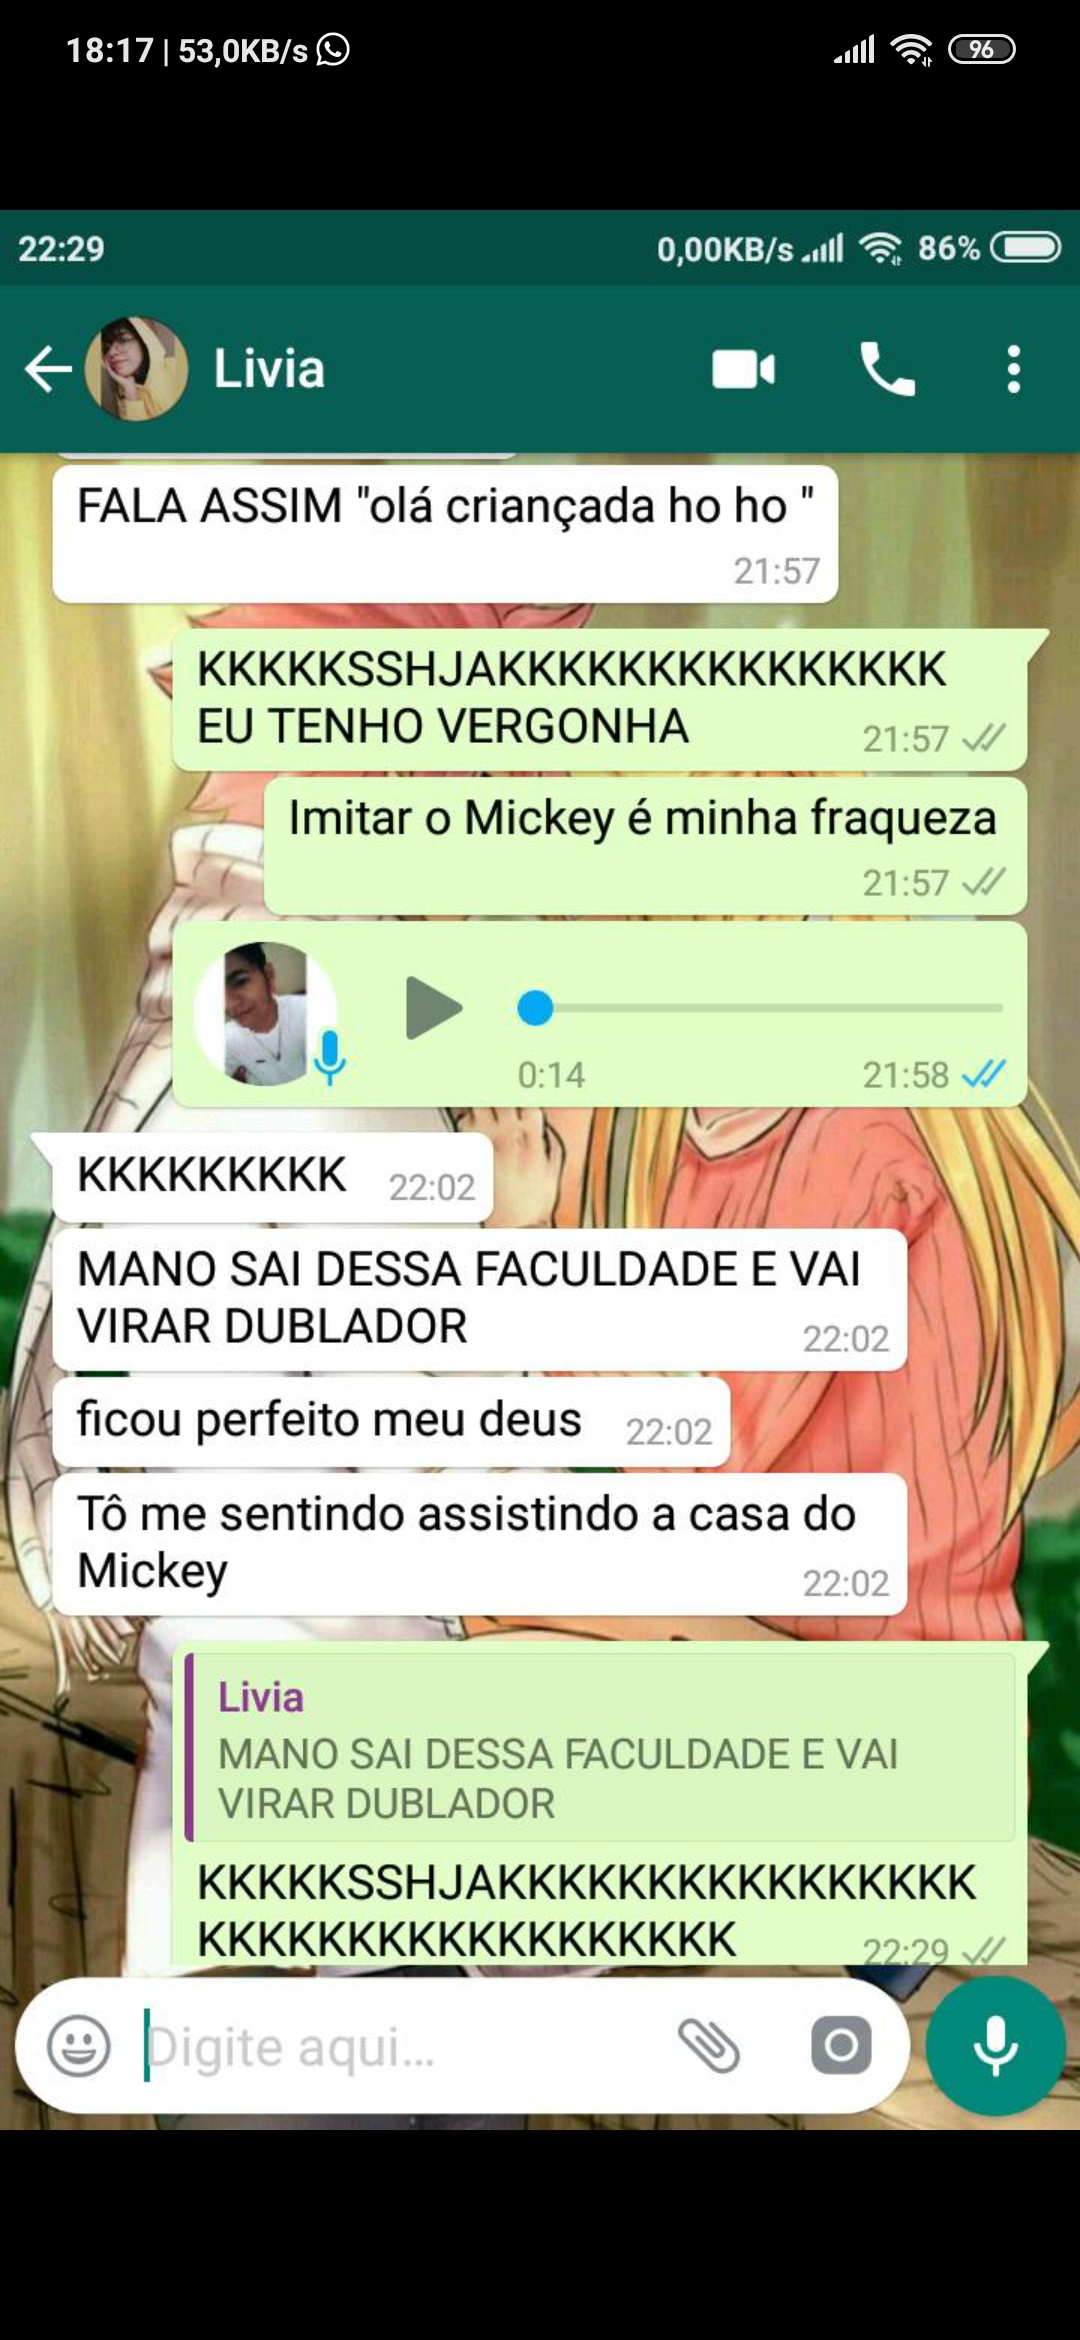 18:17 | 53,0KB/s
96
22:29
0,00KB/s 86%
Livia
FALA ASSIM "olá criançada ho ho "
21:57
KKKKKSSHJAKKKKKKKKKKKKKKK
EU TENHO VERGONHA
21:57
Imitar o Mickey é minha fraqueza
21:57
0:14
21:58
KKKKKKKKK
22:02
MANO SAI DESSA FACULDADE E VAI
VIRAR DUBLADOR
22:02
ficou perfeito meu deus
22:02
Tô me sentindo assistindo a casa do
Mickey
22:02
Livia
MANO SAI DESSA FACULDADE E VAI
VIRAR DUBLADOR
KKKKKSSHJAKKKKKKKKKKKKKKKK
KKKKKKKKKKKKKKKKKK
22:29
Digite aqui...